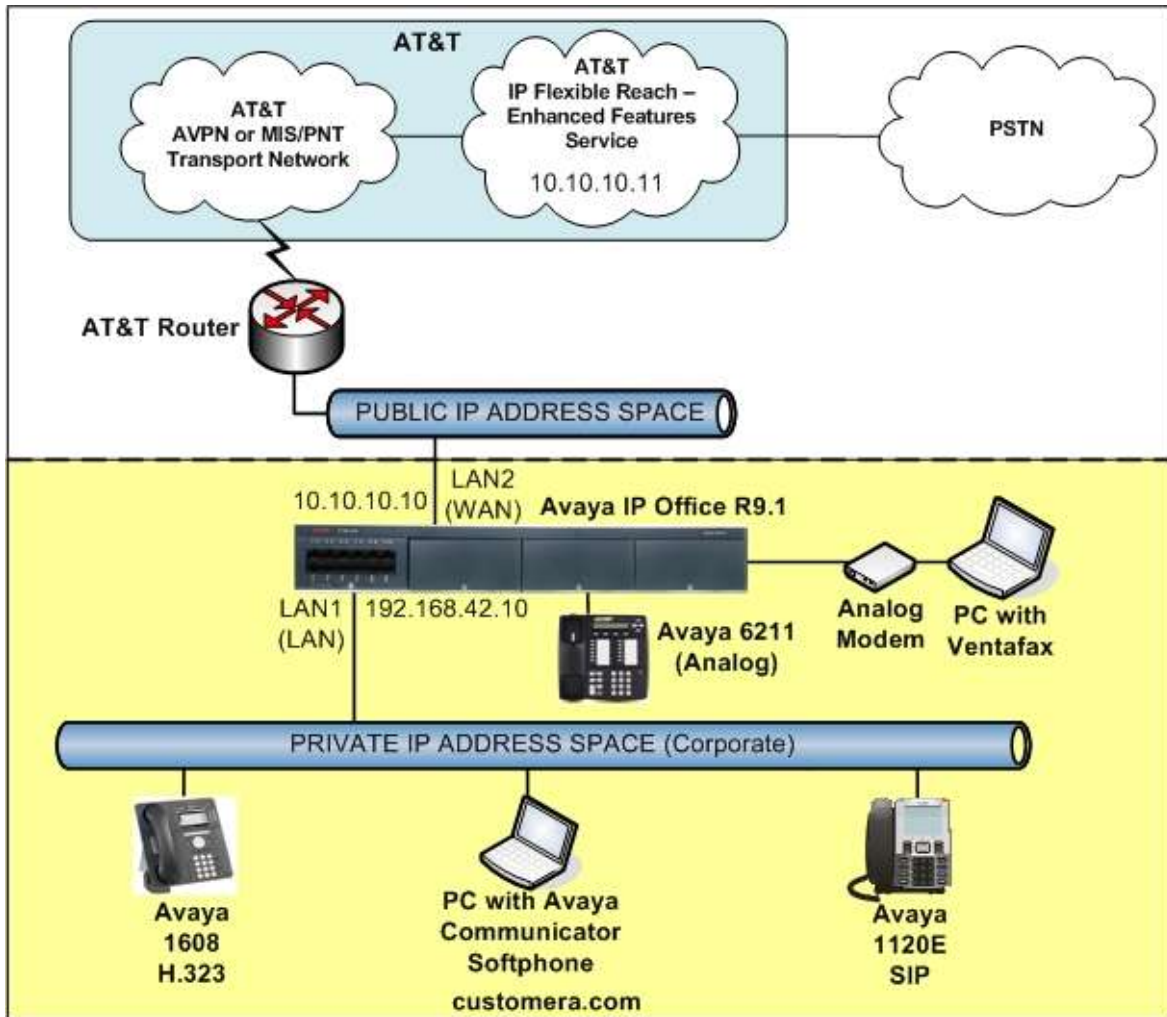 AT&T
AT&T
AVPN or MIS/PNT
Transport Network
AT&T
IP Flexible Reach –
Enhanced Features
Service
10.10.10.11
PSTN
AT&T Router
PUBLIC IP ADDRESS SPACE
10.10.10.10
LAN2
(WAN)
Avaya IP Office R9.1
LAN1
(LAN)
192.168.42.10
Avaya 6211
(Analog)
Analog
Modem
PC with
Ventafax
PRIVATE IP ADDRESS SPACE (Corporate)
Avaya
1608
H.323
PC with Avaya
Communicator
Softphone
Avaya
1120E
SIP
customera.com